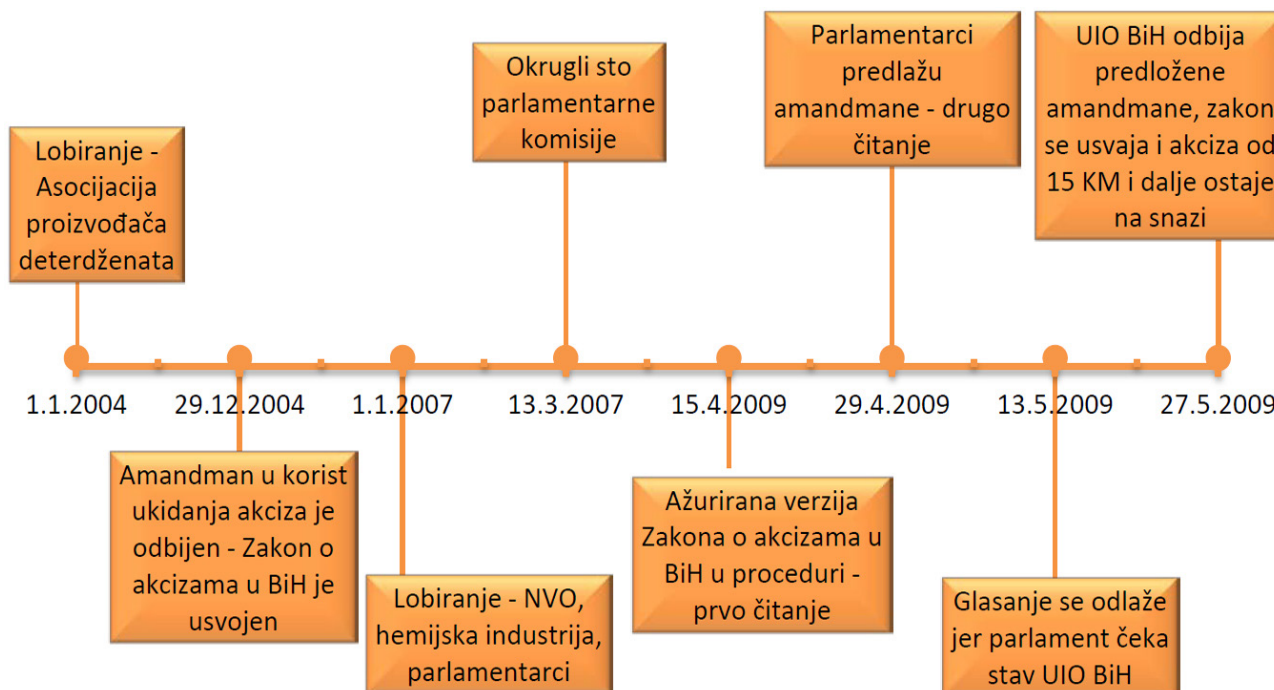 Lobiranje -
Asocijacija
proizvođača
deterdženata
Okrugli sto
parlamentarne
komisije
Parlamentarci
predlažu
amandmane - drugo
čitanje
UIO BiH odbija
predložene
amandmane, zakon
se usvaja i akciza od
15 KM i dalje ostaje
na snazi
1.1.2004
29.12.2004
1.1.2007
13.3.2007
15.4.2009
29.4.2009
13.5.2009
27.5.2009
Amandman u korist
ukidanja akciza je
odbijen - Zakon o
akcizama u BiH je
usvojen
Lobiranje - NVO,
hemijska industrija,
parlamentarci
Ažurirana verzija
Zakona o akcizama u
BiH u proceduri -
prvo čitanje
Glasanje se odlaže
jer parlament čeka
stav UIO BiH